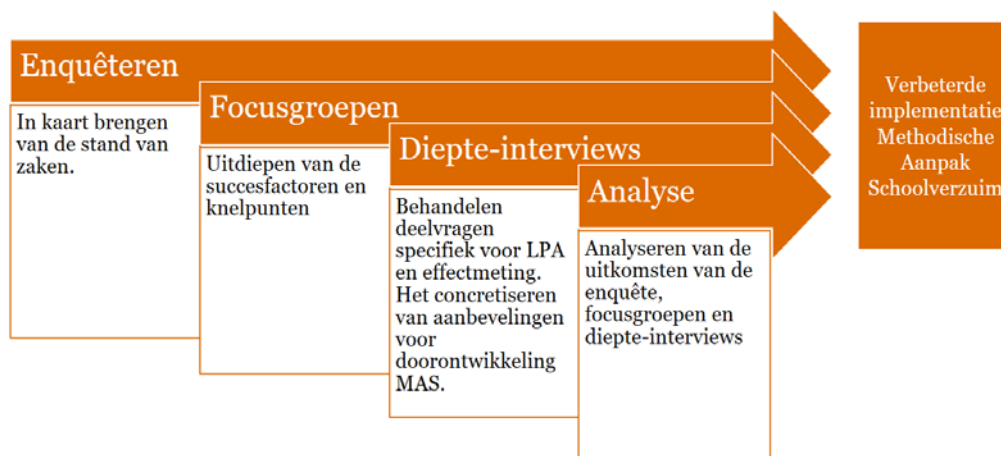 Enquêteren
In kaart brengen
van de stand van
zaken.
Focusgroepen
Uitdiepen van de
succesfactoren en
knelpunten
Diepte-interviews
Behandelen
deelvragen
specifiek voor LPA
en effectmeting.
Het concretiseren
van aanbevelingen
voor
doorontwikkeling
MAS.
Analyse
Analyseren van de
uitkomsten van de
enquête,
focusgroepen en
diepte-interviews
Verbeterde
implementatie
Methodische
Aanpak
Schoolverzuim